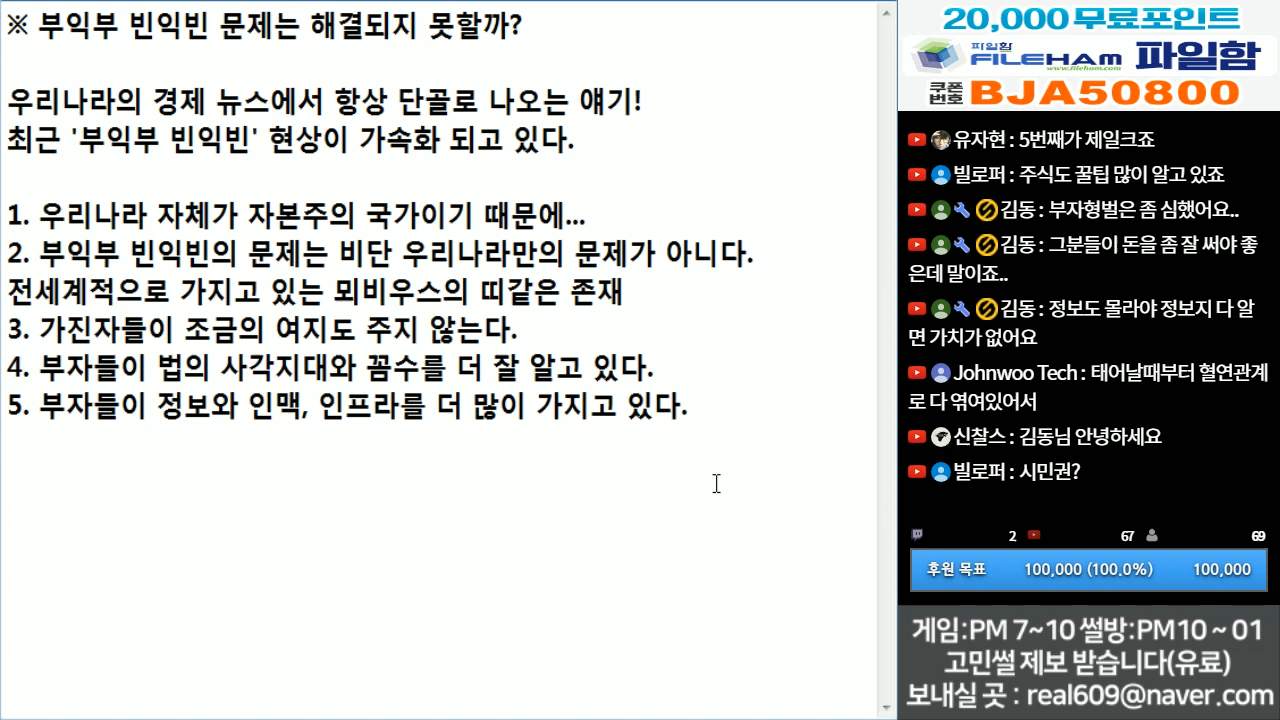 ※ 부익부 빈익빈 문제는 해결되지 못할까?
우리나라의 경제 뉴스에서 항상 단골로 나오는 얘기!
최근 '부익부 빈익빈' 현상이 가속화 되고 있다.
1. 우리나라 자체가 자본주의 국가이기 때문에...
2. 부익부 빈익빈의 문제는 비단 우리나라만의 문제가 아니다.
전세계적으로 가지고 있는 뫼비우스의 띠같은 존재
3. 가진자들이 조금의 여지도 주지 않는다.
4. 부자들이 법의 사각지대와 꼼수를 더 잘 알고 있다.
5. 부자들이 정보와 인맥, 인프라를 더 많이 가지고 있다.
20,000 무료포인트
파일함
FILEHAM
www.fileham.com
파일함
쿠폰
번호
BJA50800
유자현 : 5번째가 제일크죠
빌로퍼 : 주식도 꿀팁 많이 알고 있죠
김동 : 부자형벌은 좀 심했어요..
김동 : 그분들이 돈을 좀 잘 써야 좋
은데 말이죠..
김동 : 정보도 몰라야 정보지 다 알
면 가치가 없어요
Johnwoo Tech : 태어날때부터 혈연관계
로 다 엮여있어서
신찰스 : 김동님 안녕하세요
빌로퍼 : 시민권?
2 67 69
후원 목표 100,000 (100.0%) 100,000
게임:PM 7~10 썰방:PM10 ~ 01
고민썰 제보 받습니다(유료)
보내실 곳 : real609@naver.com